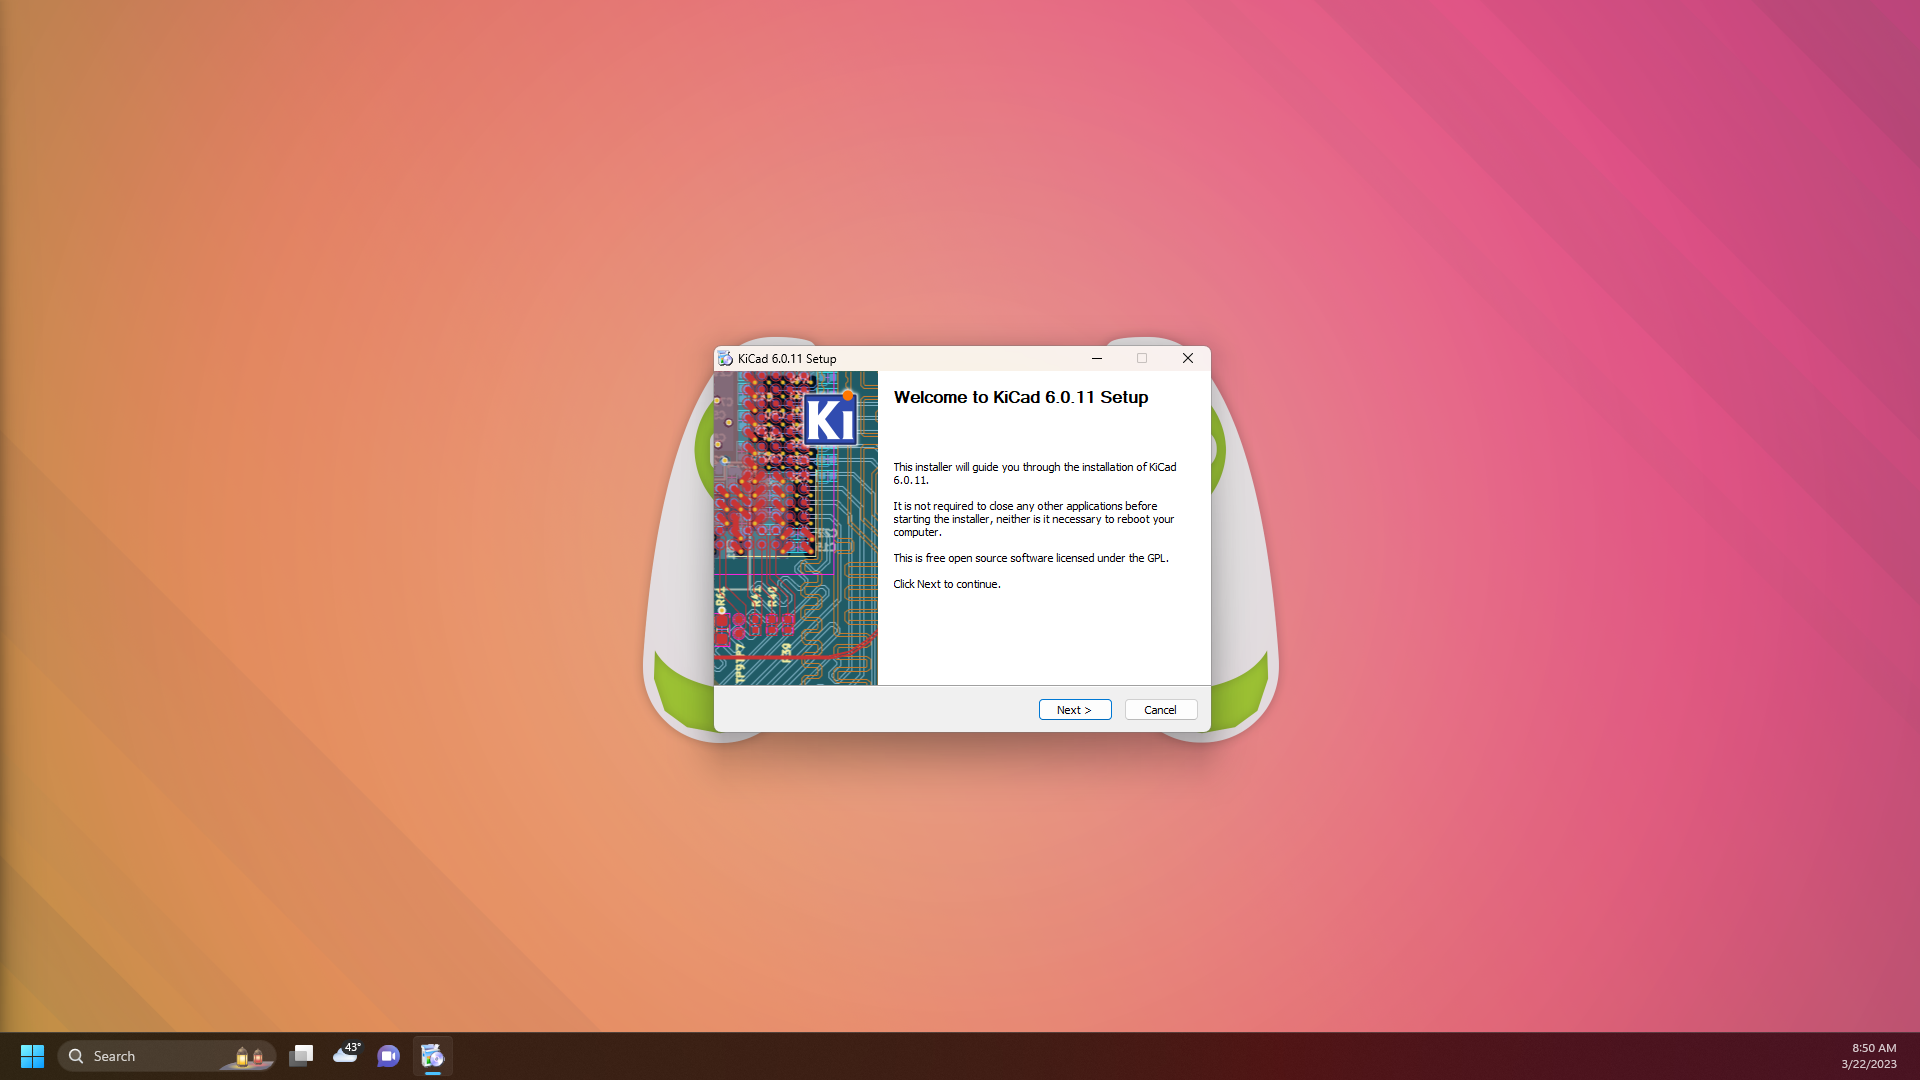 KiCad 6.0.11 Setup
Ki
Welcome to KiCad 6.0.11 Setup
This installer will guide you through the installation of KiCad
6.0.11.
It is not required to close any other applications before
starting the installer, neither is it necessary to reboot your
computer.
This is free open source software licensed under the GPL.
Click Next to continue.
R41
R40
Next >
Cancel
Search
43°
8:50 AM
3/22/2023